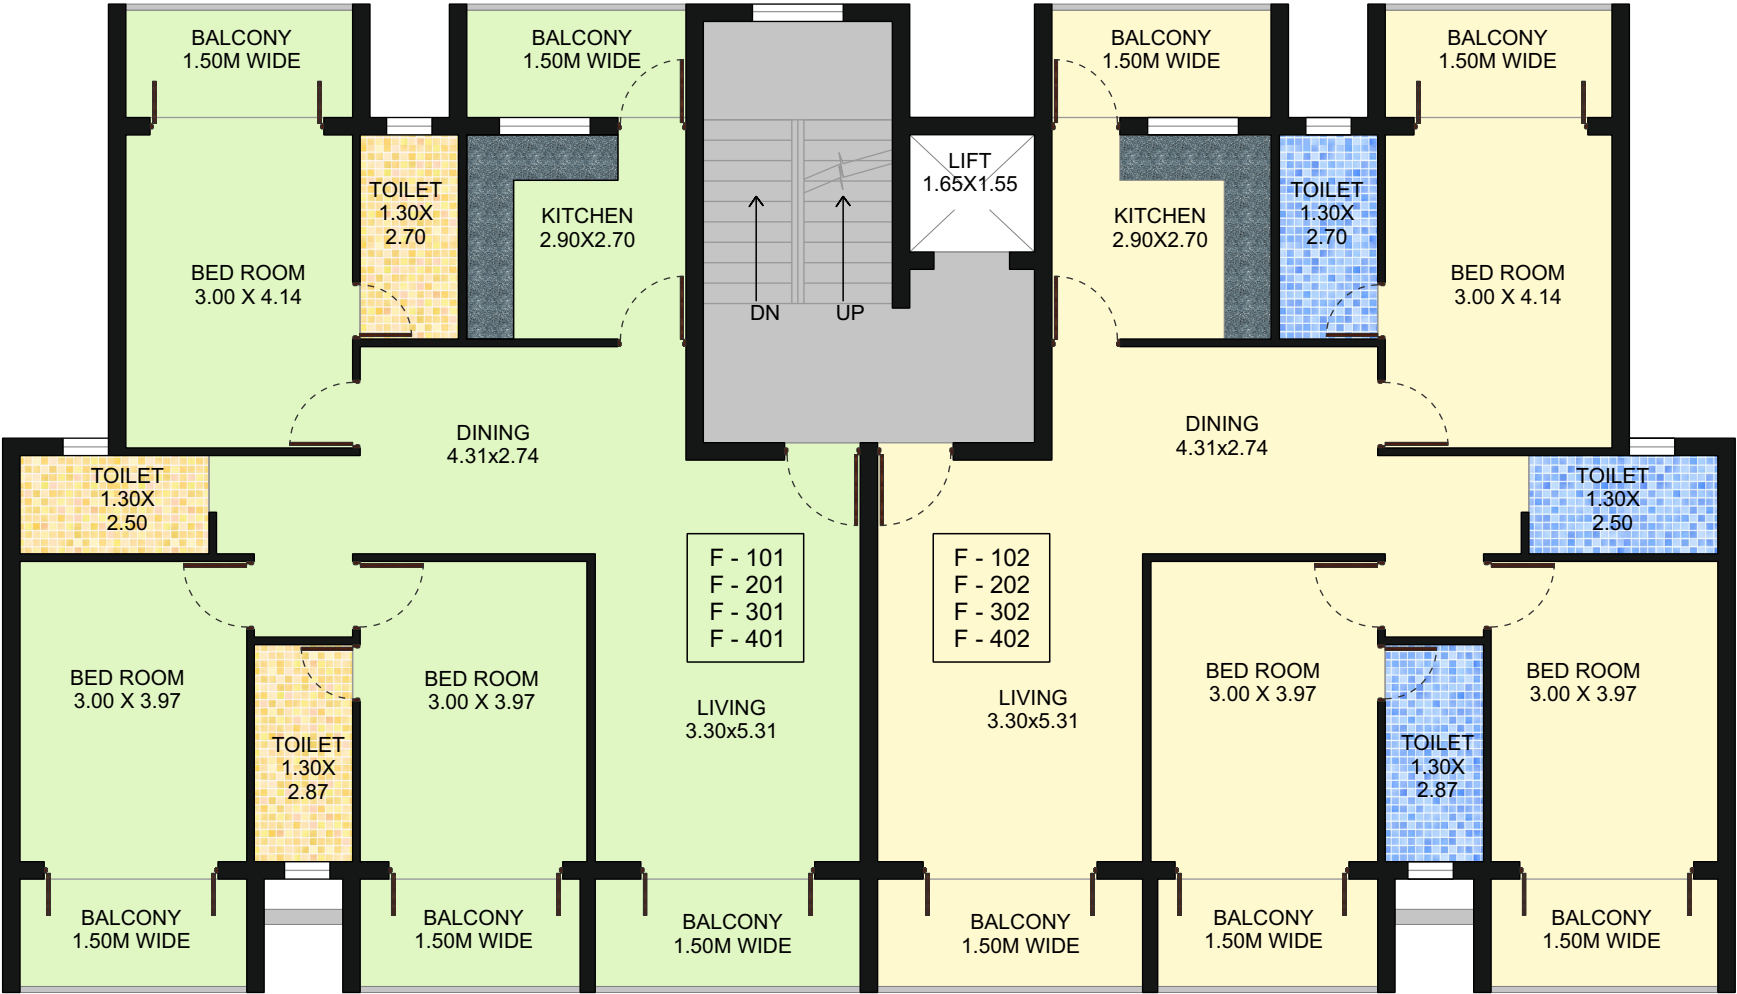 BALCONY
1.50M WIDE
BALCONY
1.50M WIDE
BALCONY
1.50M WIDE
BALCONY
1.50M WIDE
TOILET
1.30X
2.70
KITCHEN
2.90X2.70
LIFT
1.65X1.55
KITCHEN
2.90X2.70
TOILET
1.30X
2.70
BED ROOM
3.00 X 4.14
DN
UP
BED ROOM
3.00 X 4.14
DINING
4.31x2.74
DINING
4.31x2.74
TOILET
1.30X
2.50
TOILET
1.30X
2.50
F - 101
F - 201
F - 301
F - 401
F - 102
F - 202
F - 302
F - 402
BED ROOM
3.00 X 3.97
BED ROOM
3.00 X 3.97
LIVING
3.30x5.31
LIVING
3.30x5.31
BED ROOM
3.00 X 3.97
BED ROOM
3.00 X 3.97
TOILET
1.30X
2.87
TOILET
1.30X
2.87
BALCONY
1.50M WIDE
BALCONY
1.50M WIDE
BALCONY
1.50M WIDE
BALCONY
1.50M WIDE
BALCONY
1.50M WIDE
BALCONY
1.50M WIDE